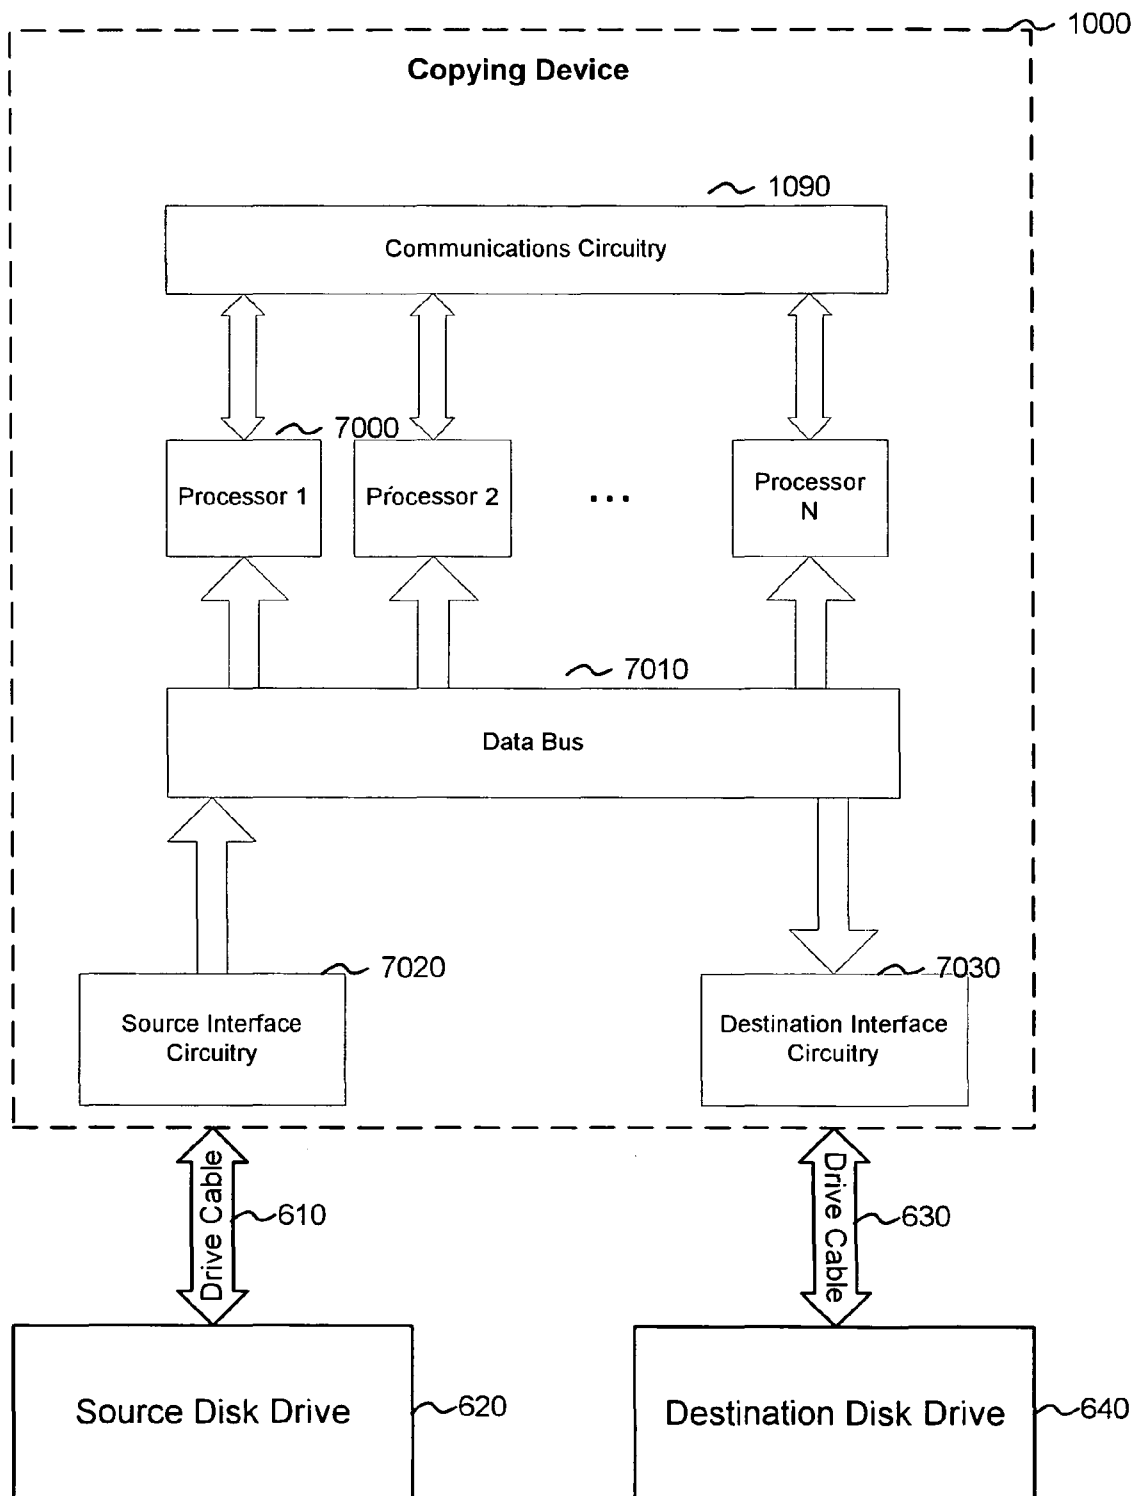 1000
Copying Device
1090
Communications Circuitry
7000
Processor 1
Processor 2
...
Processor
N
7010
Data Bus
7020
7030
Source Interface
Circuitry
Destination Interface
Circuitry
Drive Cable
610
Drive Cable
630
Source Disk Drive
620
Destination Disk Drive
640